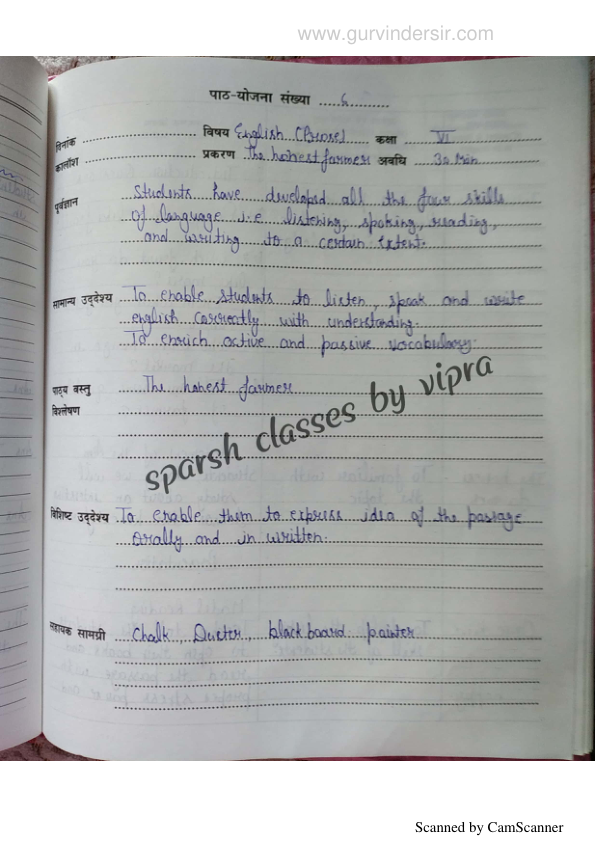 www.gurvindersir.com
पाठ-योजना संख्या ..... 6 ..........
दिनांक ................ विषय English (Prose) कक्षा VI
कालांश ................ प्रकरण The honest farmer अवधि 30 Min
पूर्वज्ञान Students have developed all the four skills
of language i.e listening, spoking, reading,
and writing to a certain extent.
सामान्य उद्देश्य To enable students to listen, speak and write
english correctly with understanding.
To enrich active and passive vocabulary.
पाठ्य वस्तु The honest farmer
विश्लेषण
sparsh classes by vipra
विशिष्ट उद्देश्य To enable them to express idea of the passage
orally and in written.
सहायक सामग्री Chalk Duster, blackboard pointer
Scanned by CamScanner